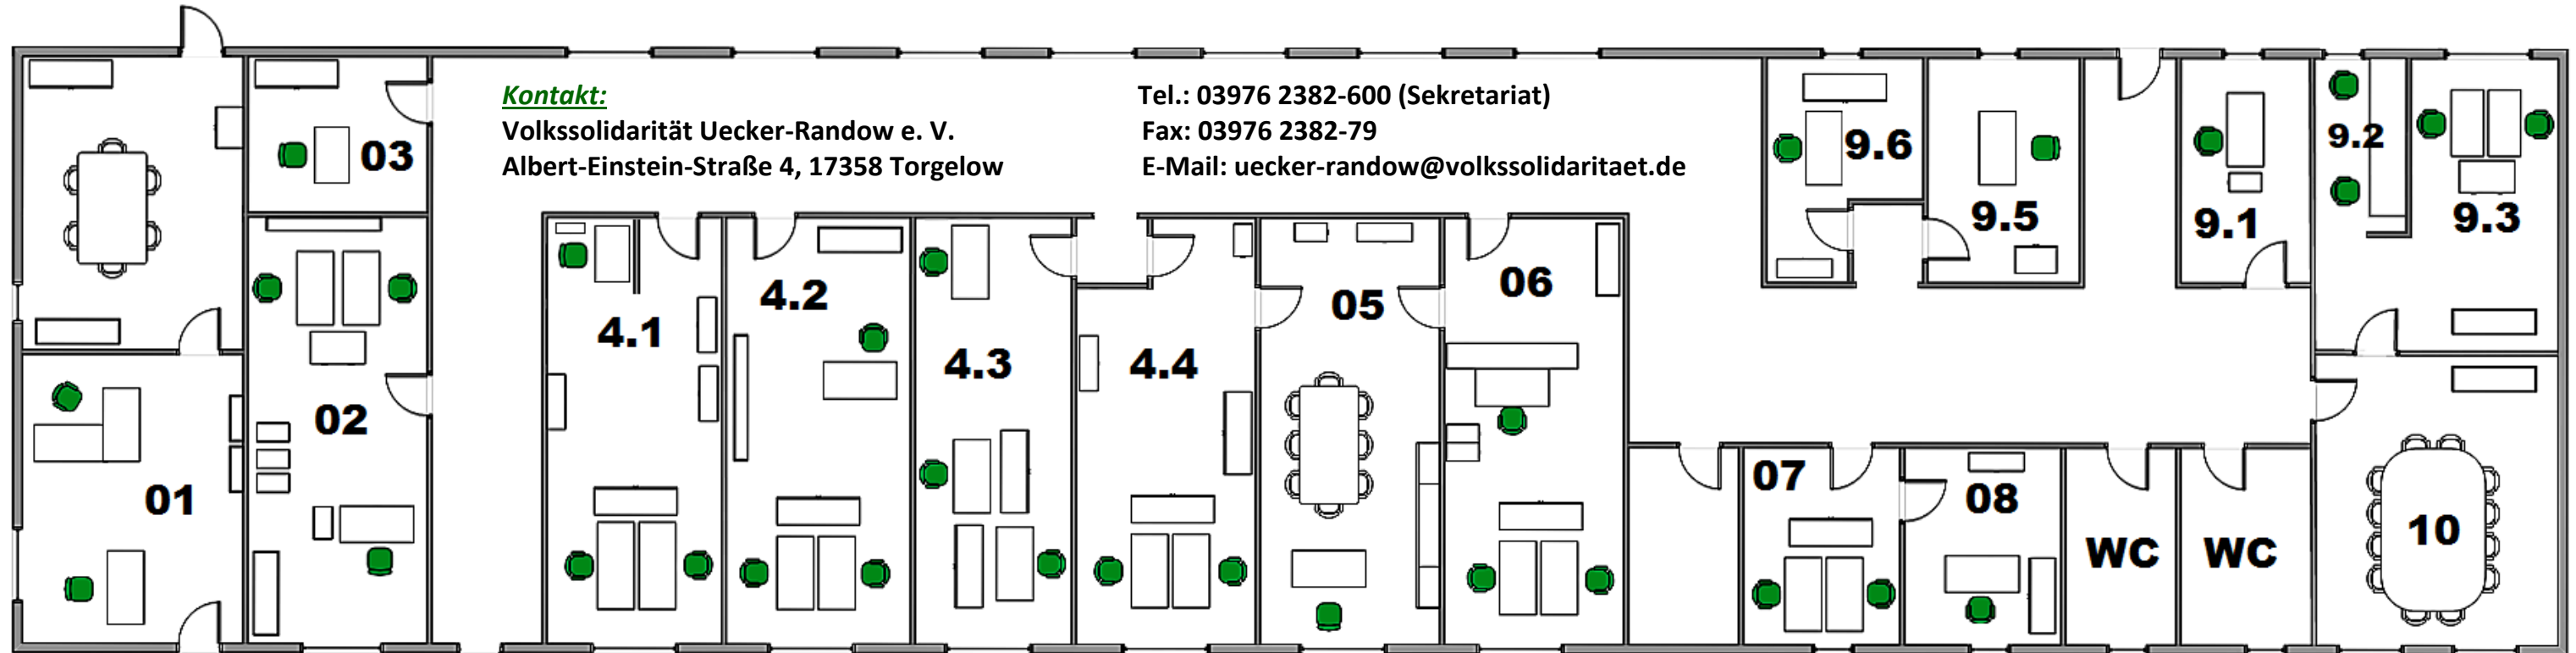 Kontakt:
Volkssolidarität Uecker-Randow e. V.
Albert-Einstein-Straße 4, 17358 Torgelow
Tel.: 03976 2382-600 (Sekretariat)
Fax: 03976 2382-79
E-Mail: uecker-randow@volkssolidaritaet.de
03
9.6
9.5
9.1
9.2
9.3
01
02
4.1
4.2
4.3
4.4
05
06
07
08
WC
WC
10